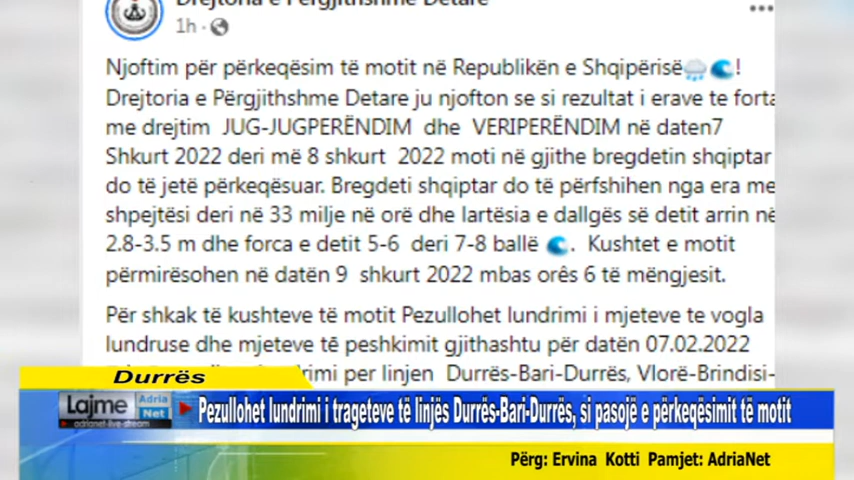 Drejtoria e Përgjithshme Detare
1h ·
Njoftim për përkeqësim të motit në Republikën e Shqipërisë🌧️🌊!
Drejtoria e Përgjithshme Detare ju njofton se si rezultat i erave te forta
me drejtim JUG-JUGPERËNDIM dhe VERIPERËNDIM në daten7
Shkurt 2022 deri më 8 shkurt 2022 moti në gjithe bregdetin shqiptar
do të jetë përkeqësuar. Bregdeti shqiptar do të përfshihen nga era me
shpejtësi deri në 33 milje në orë dhe lartësia e dallgës së detit arrin në
2.8-3.5 m dhe forca e detit 5-6 deri 7-8 ballë 🌊. Kushtet e motit
përmirësohen në datën 9 shkurt 2022 mbas orës 6 të mëngjesit.
Për shkak të kushteve të motit Pezullohet lundrimi i mjeteve te vogla
lundruse dhe mjeteve të peshkimit gjithashtu për datën 07.02.2022
per linjen Durrës-Bari-Durrës, Vlorë-Brindisi-
Durrës
Lajme Adria Net
adrianet-live-stream
Pezullohet lundrimi i trageteve të linjës Durrës-Bari-Durrës, si pasojë e përkeqësimit të motit
Përg: Ervina Kotti Pamjet: AdriaNet